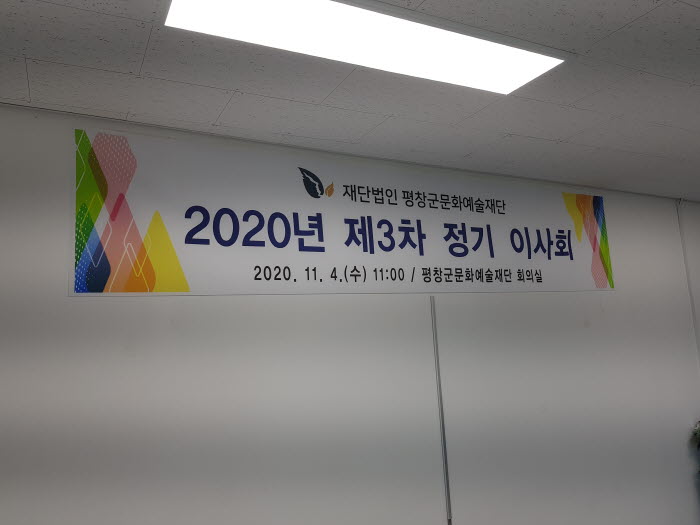 재단법인 평창군문화예술재단
2020년 제3차 정기 이사회
2020. 11. 4.(수) 11:00 / 평창군문화예술재단 회의실